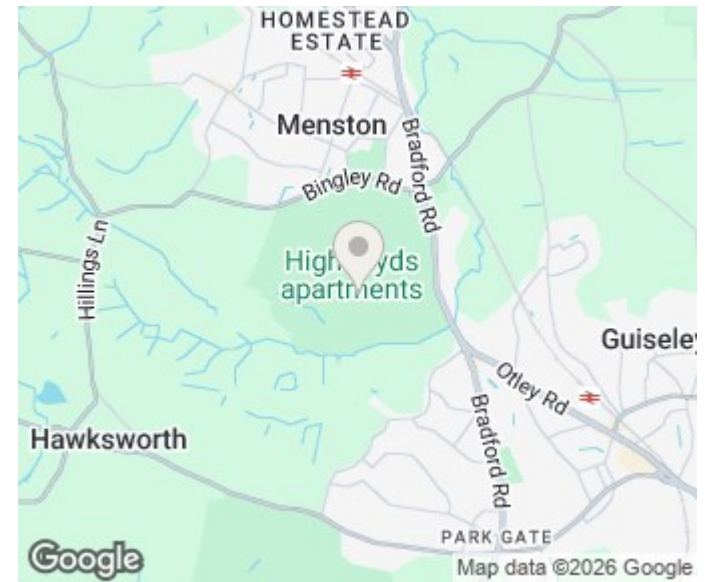 HOMESTEAD
ESTATE
Menston
Bradford Rd
Bingley Rd
Hillings Ln
apartments
Guiseley
Otley Rd
Bradford Rd
Hawksworth
PARK GATE
Google
Map data ©2026 Google